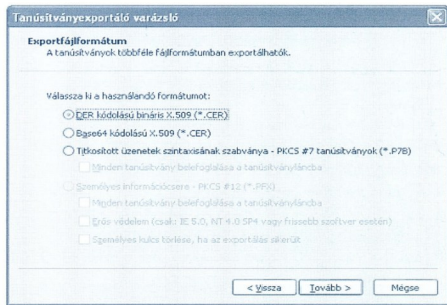 Tanúsítványexportáló varázsló
Exportfájlformátum
A tanúsítványok többféle fájlformátumban exportálhatók.
Válassza ki a használandó formátumot:
DER kódolású bináris X.509 (*.CER)
Base64 kódolású X.509 (*.CER)
Titkosított üzenetek szintaxisának szabványa - PKCS #7 tanúsítványok (*.P7B)
Minden tanúsítvány belefoglalása a tanúsítványláncba
Személyes információcsere - PKCS #12 (*.PFX)
Minden tanúsítvány belefoglalása a tanúsítványláncba
Erős védelem (csak: IE 5.0, NT 4.0 SP4 vagy frissebb szoftver esetén)
Személyes kulcs törlése, ha az exportálás sikerült
< Vissza
Tovább >
Mégse